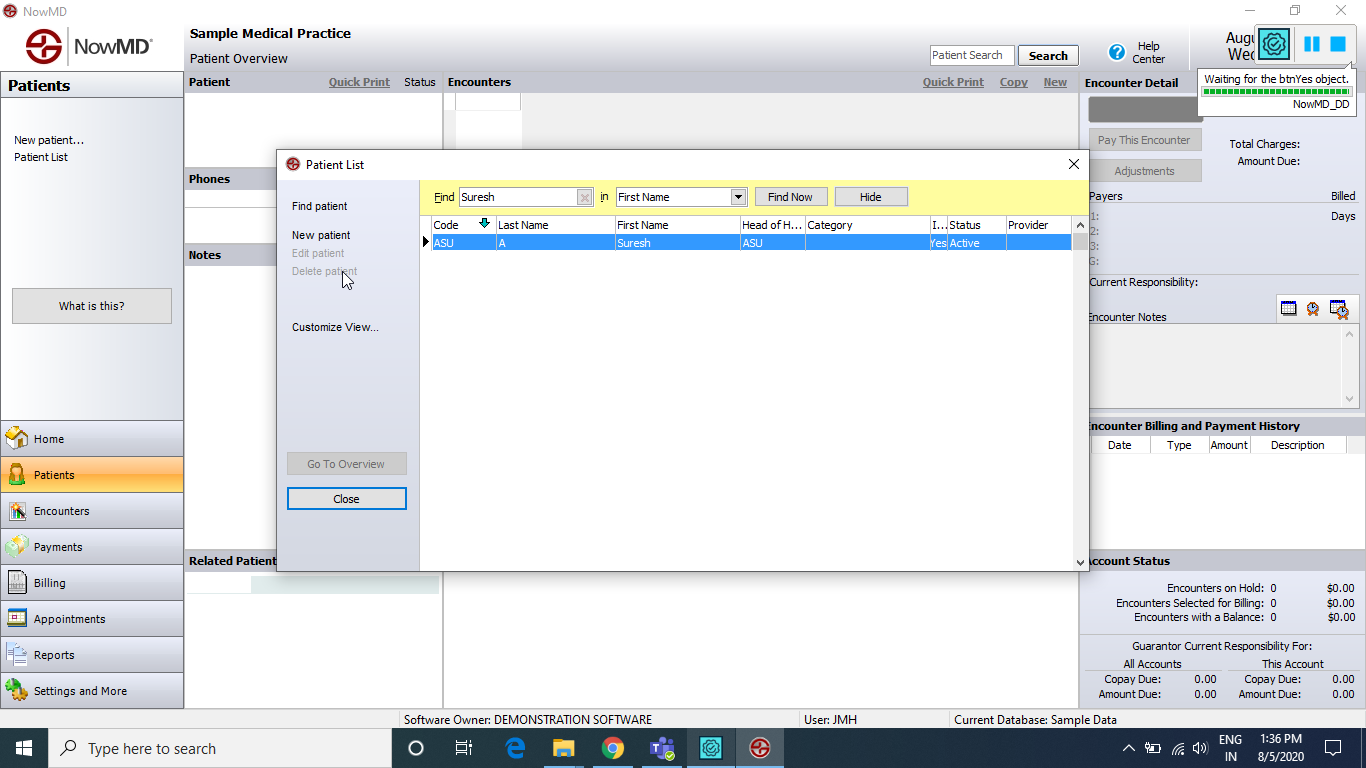 NowMD
NowMD®
Sample Medical Practice
Patient Overview
Patient Search
Search
Help
Center
Wed
Waiting for the btnYes object.
NowMD_DD
Patients
New patient...
Patient List
What is this?
Patient
Quick Print
Status
Encounters
Quick Print
Copy
New
Encounter Detail
Pay This Encounter
Adjustments
Total Charges:
Amount Due:
Payers
Billed
1:
Days
2:
3:
G:
Current Responsibility:
Encounter Notes
Phones
Notes
Patient List
Find patient
New patient
Edit patient
Delete patient
Customize View...
Go To Overview
Close
Find
Suresh
in
First Name
Find Now
Hide
Code
Last Name
First Name
Head of H...
Category
I...
Status
Provider
ASU
A
Suresh
ASU
Yes
Active
Encounter Billing and Payment History
Date
Type
Amount
Description
Home
Patients
Encounters
Payments
Billing
Appointments
Reports
Settings and More
Related Patient
Account Status
Encounters on Hold: 0 $0.00
Encounters Selected for Billing: 0 $0.00
Encounters with a Balance: 0 $0.00
Guarantor Current Responsibility For:
All Accounts
This Account
Copay Due: 0.00
Copay Due: 0.00
Amount Due: 0.00
Amount Due: 0.00
Software Owner: DEMONSTRATION SOFTWARE
User: JMH
Current Database: Sample Data
Type here to search
ENG
IN
1:36 PM
8/5/2020